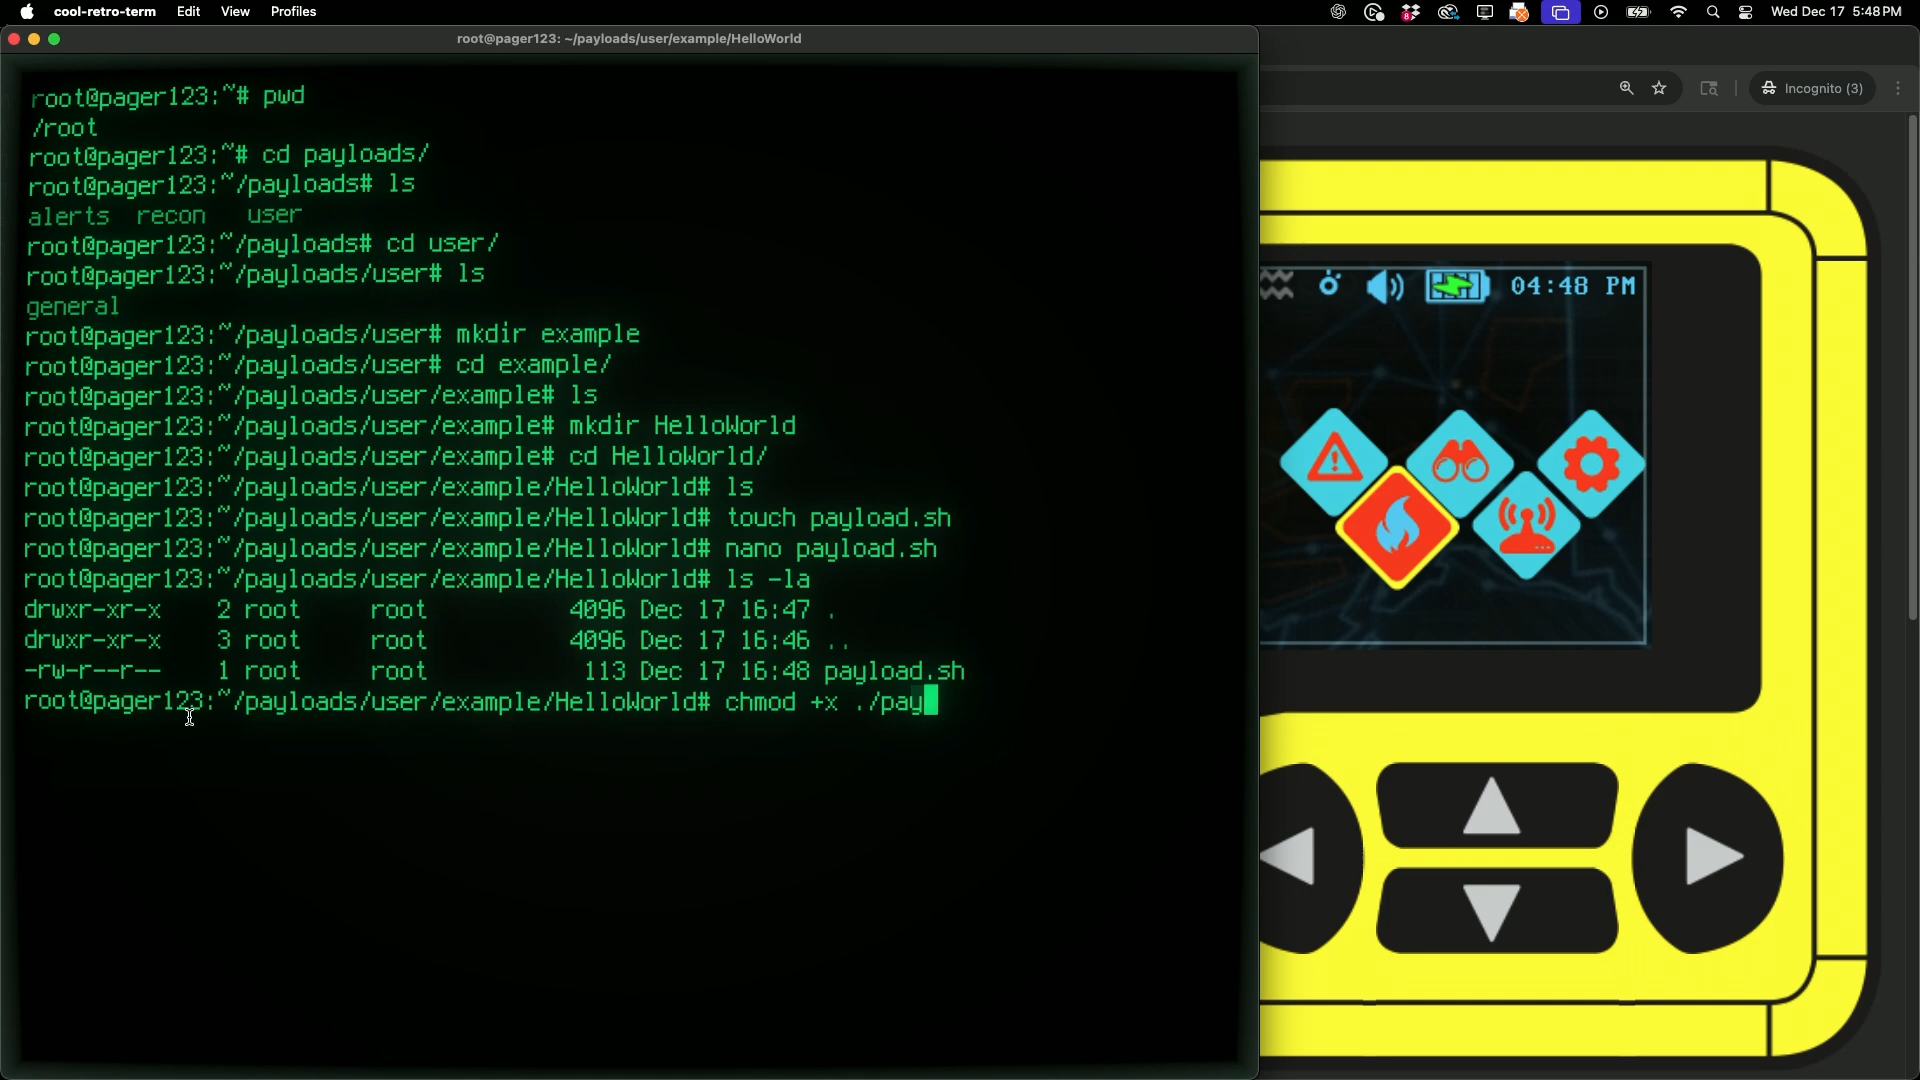 cool-retro-term Edit View Profiles
8
Wed Dec 17 5:48 PM
root@pager123: ~/payloads/user/example/HelloWorld
Incognito (3)
root@pager123:~# pwd
/root
root@pager123:~# cd payloads/
root@pager123:~/payloads# ls
alerts recon user
root@pager123:~/payloads# cd user/
root@pager123:~/payloads/user# ls
general
root@pager123:~/payloads/user# mkdir example
root@pager123:~/payloads/user# cd example/
root@pager123:~/payloads/user/example# ls
root@pager123:~/payloads/user/example# mkdir HelloWorld
root@pager123:~/payloads/user/example# cd HelloWorld/
root@pager123:~/payloads/user/example/HelloWorld# ls
root@pager123:~/payloads/user/example/HelloWorld# touch payload.sh
root@pager123:~/payloads/user/example/HelloWorld# nano payload.sh
root@pager123:~/payloads/user/example/HelloWorld# ls -la
drwxr-xr-x 2 root root 4096 Dec 17 16:47 .
drwxr-xr-x 3 root root 4096 Dec 17 16:46 ..
-rw-r--r-- 1 root root 113 Dec 17 16:48 payload.sh
root@pager123:~/payloads/user/example/HelloWorld# chmod +x ./pay
04:48 PM